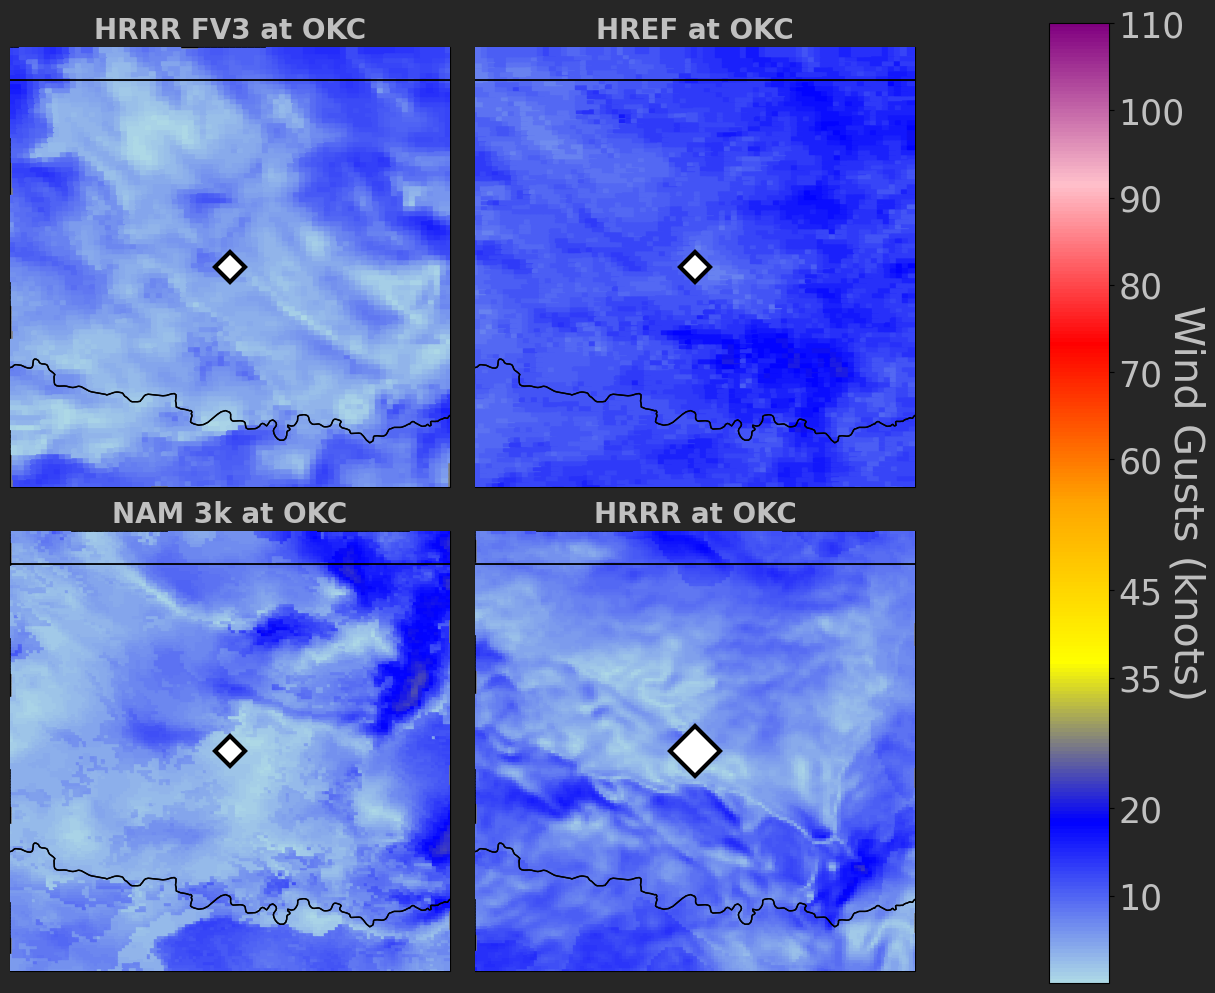 HRRR FV3 at OKC
HREF at OKC
NAM 3k at OKC
HRRR at OKC
110
100
90
80
70
60
45
35
20
10
Wind Gusts (knots)